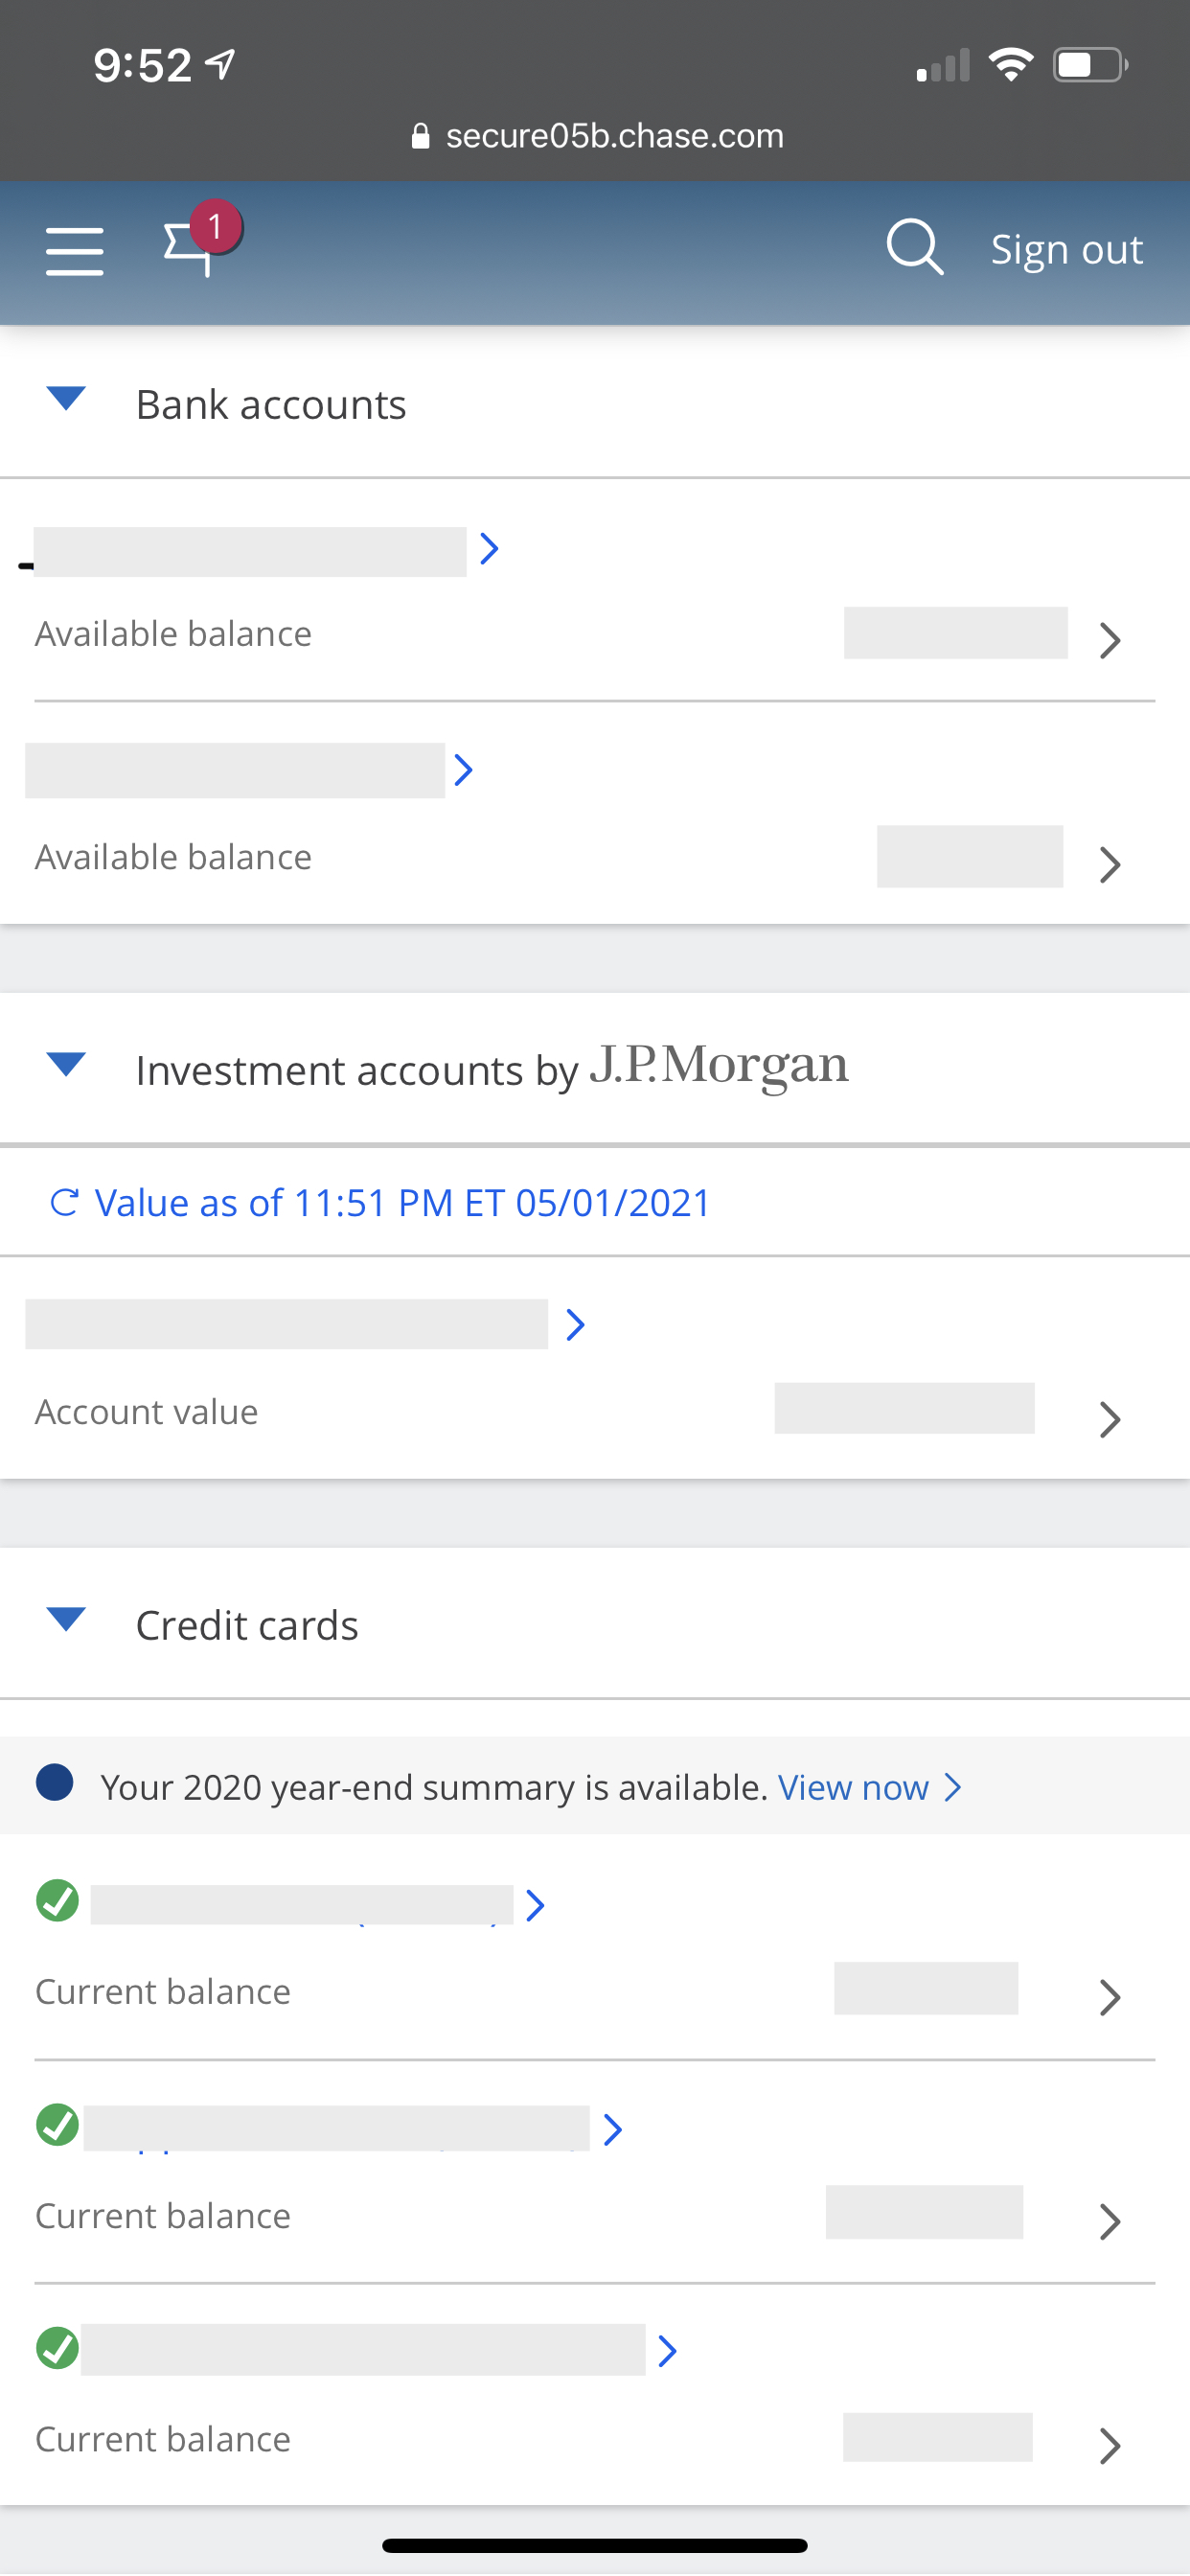 9:52
secure05b.chase.com
1
Sign out
Bank accounts
Available balance
Available balance
Investment accounts by J.P.Morgan
Value as of 11:51 PM ET 05/01/2021
Account value
Credit cards
Your 2020 year-end summary is available. View now
Current balance
Current balance
Current balance